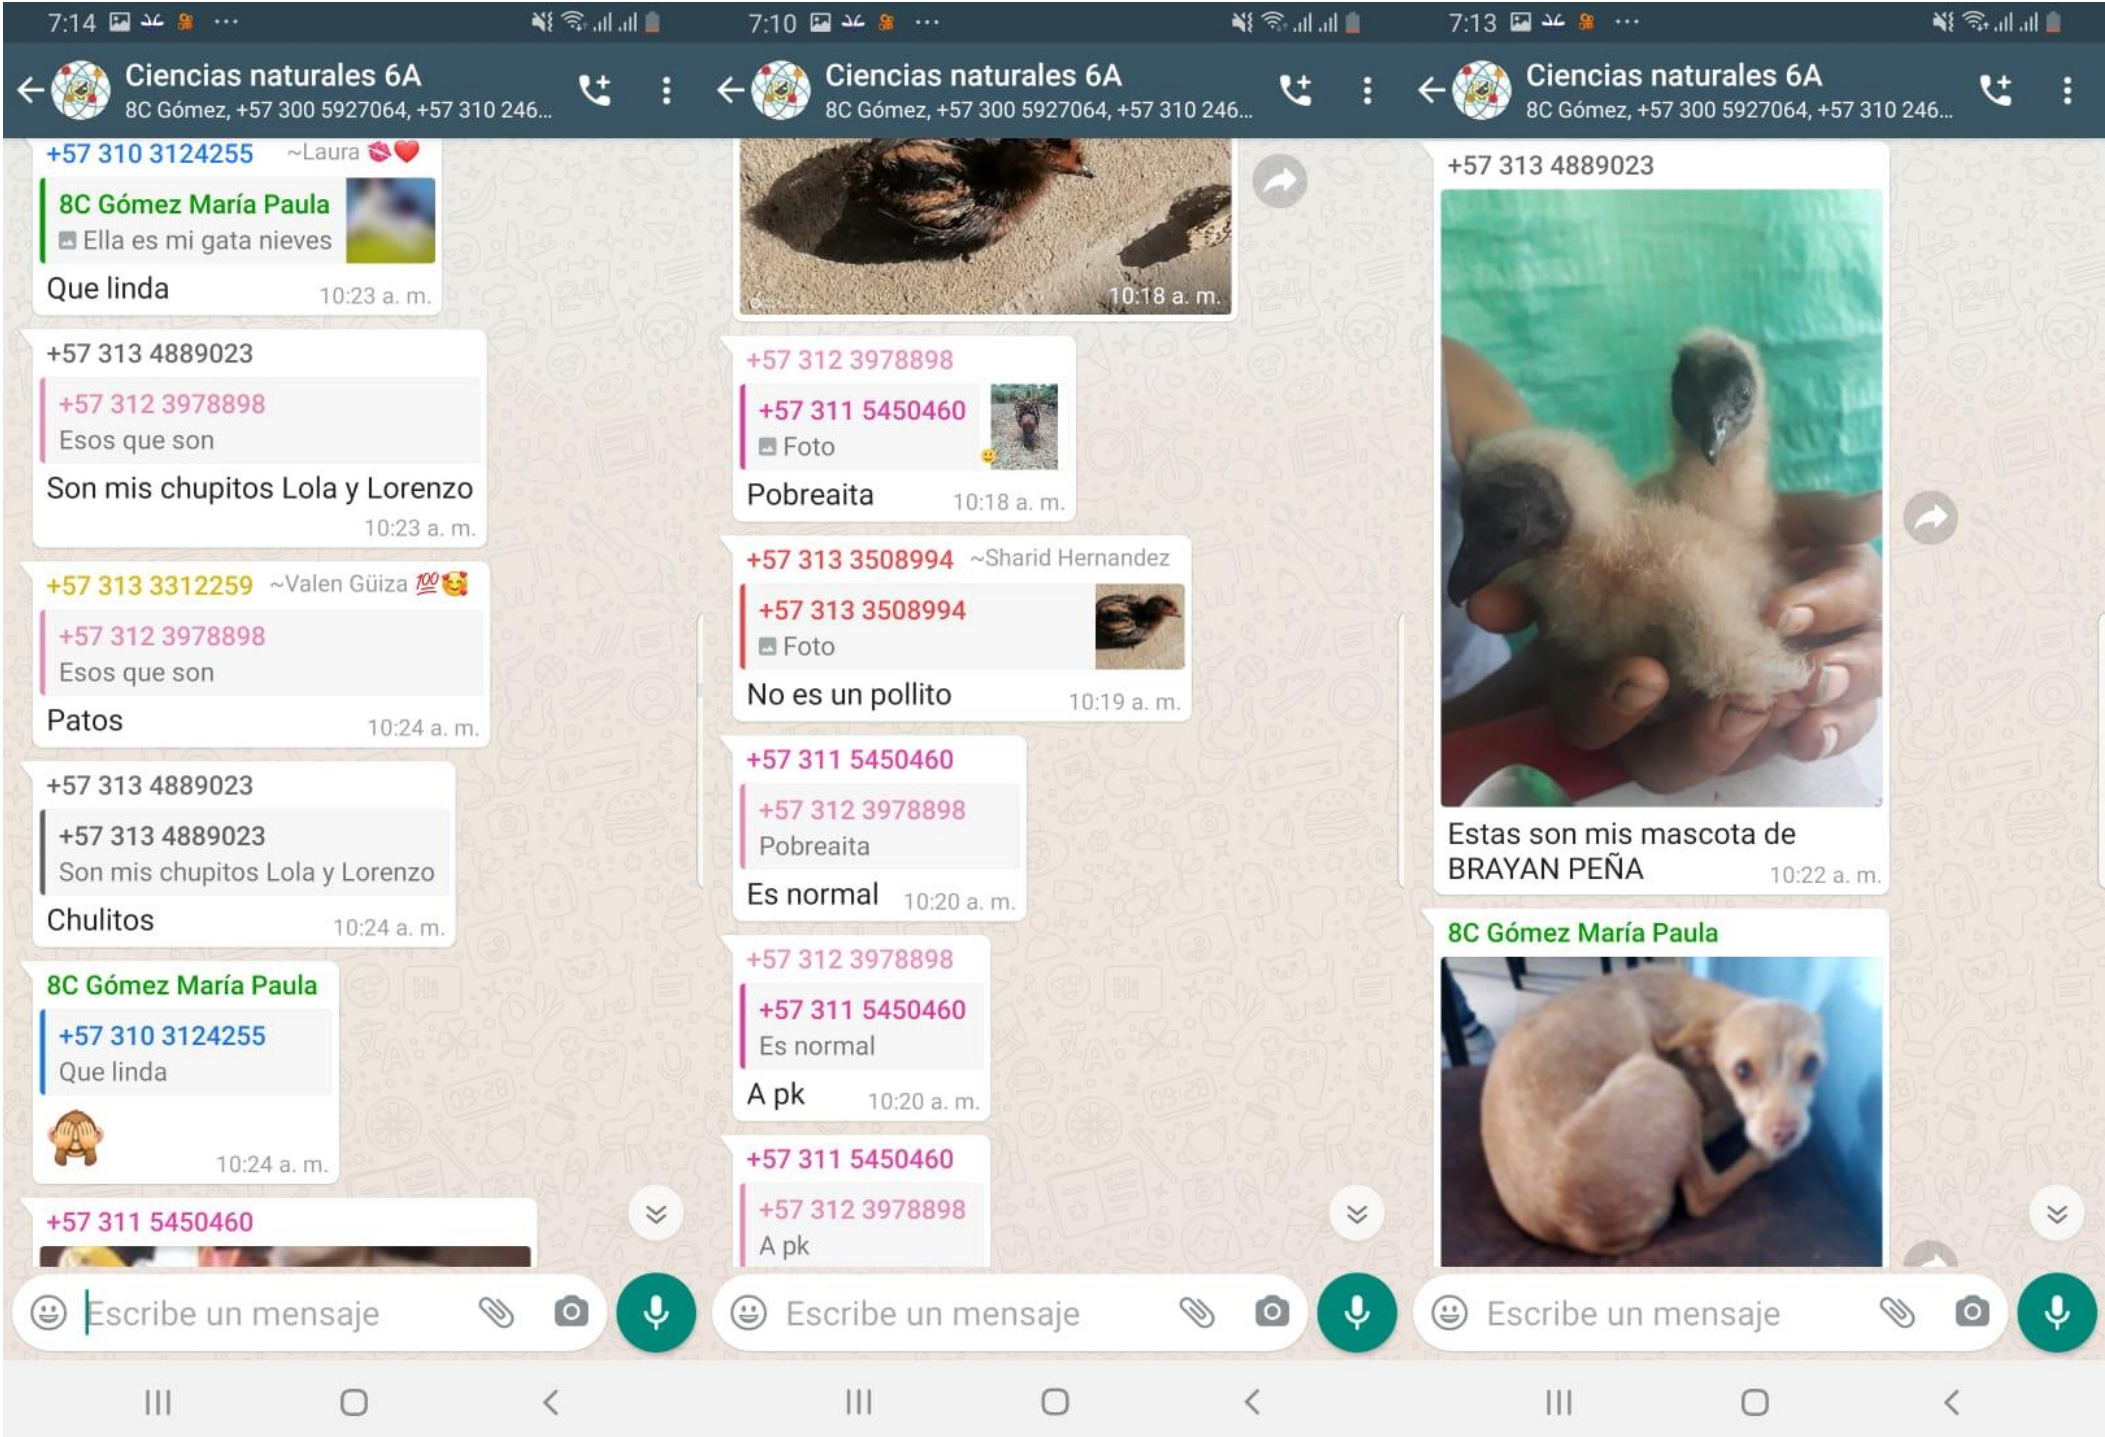 7:14
Ciencias naturales 6A
8C Gómez, +57 300 5927064, +57 310 246...
+57 310 3124255 ~Laura 💋❤️
8C Gómez María Paula
Ella es mi gata nieves
Que linda 10:23 a. m.
+57 313 4889023
+57 312 3978898
Esos que son
Son mis chupitos Lola y Lorenzo
10:23 a. m.
+57 313 3312259 ~Valen Güiza 💯🥰
+57 312 3978898
Esos que son
Patos 10:24 a. m.
+57 313 4889023
+57 313 4889023
Son mis chupitos Lola y Lorenzo
Chulitos 10:24 a. m.
8C Gómez María Paula
+57 310 3124255
Que linda
🙈
10:24 a. m.
+57 311 5450460
Escribe un mensaje
7:10
Ciencias naturales 6A
8C Gómez, +57 300 5927064, +57 310 246...
10:18 a. m.
+57 312 3978898
+57 311 5450460
Foto
Pobreaita 10:18 a. m.
+57 313 3508994 ~Sharid Hernandez
+57 313 3508994
Foto
No es un pollito 10:19 a. m.
+57 311 5450460
+57 312 3978898
Pobreaita
Es normal 10:20 a. m.
+57 312 3978898
+57 311 5450460
Es normal
A pk 10:20 a. m.
+57 311 5450460
+57 312 3978898
A pk
Escribe un mensaje
7:13
Ciencias naturales 6A
8C Gómez, +57 300 5927064, +57 310 246...
+57 313 4889023
Estas son mis mascota de
BRAYAN PEÑA 10:22 a. m.
8C Gómez María Paula
Escribe un mensaje